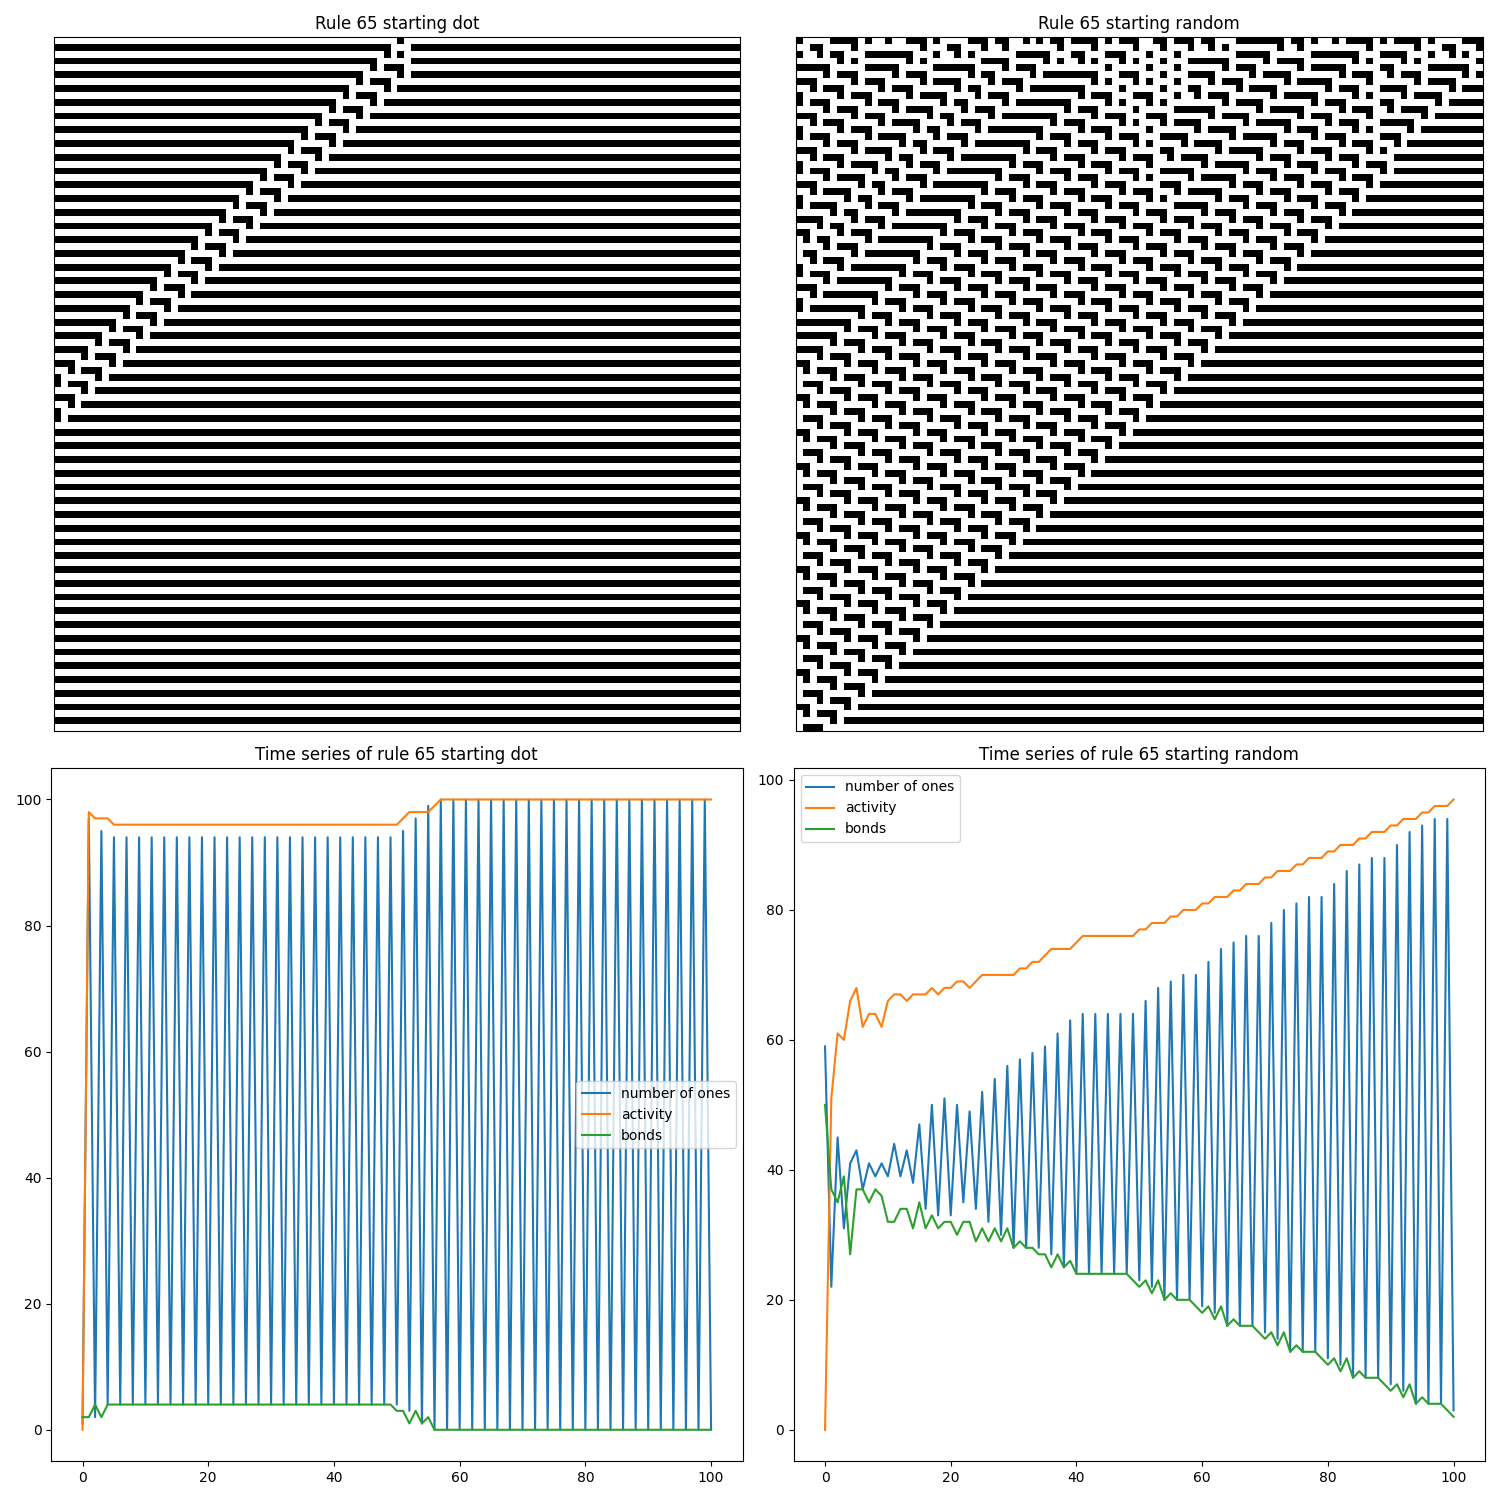 Rule 65 starting dot
Rule 65 starting random
Time series of rule 65 starting dot
100
80
60
40
20
0
0 20 40 60 80 100
number of ones
activity
bonds
Time series of rule 65 starting random
100
80
60
40
20
0
0 20 40 60 80 100
number of ones
activity
bonds